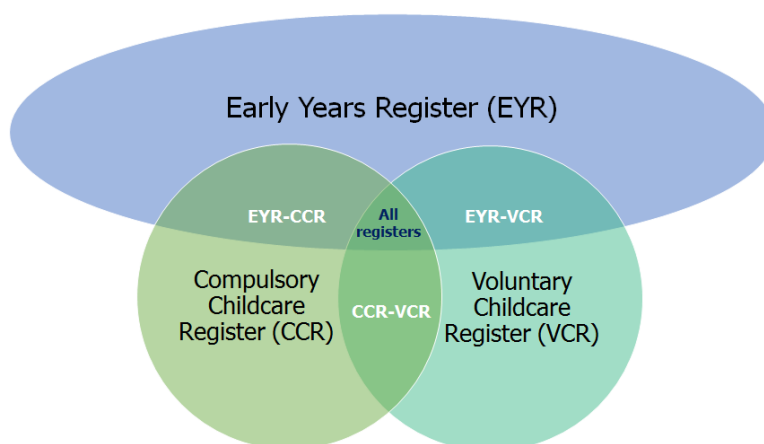 Early Years Register (EYR)
EYR-CCR
All
registers
EYR-VCR
Compulsory
Childcare
Register (CCR)
CCR-VCR
Voluntary
Childcare
Register (VCR)